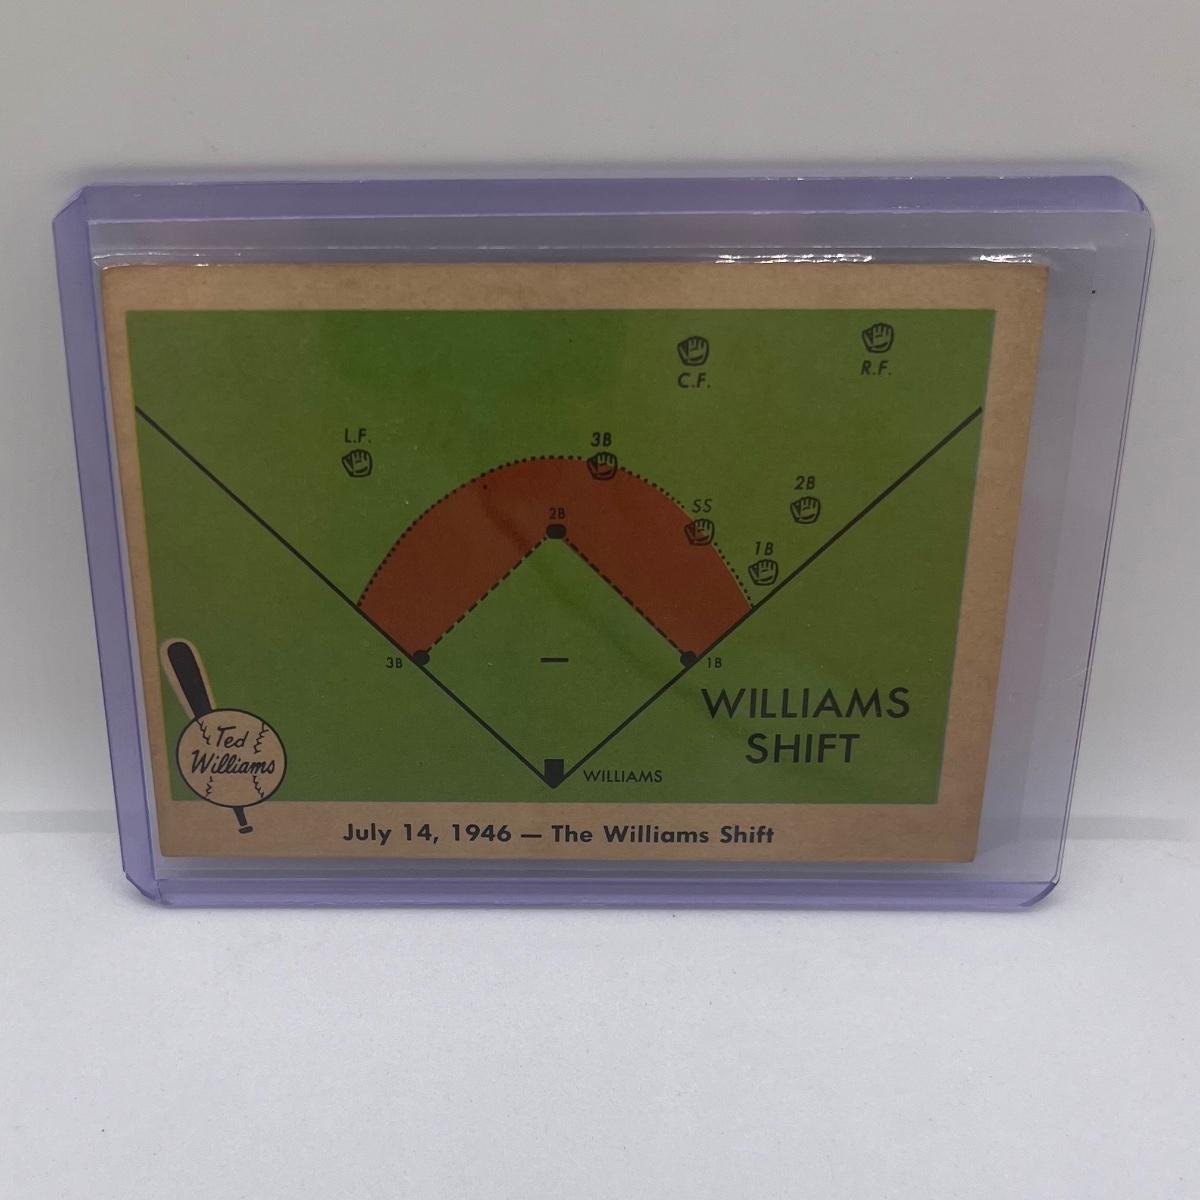 C.F.
R.F.
L.F.
3B
2B
SS
2B
1B
3B
1B
WILLIAMS
SHIFT
Ted
Williams
WILLIAMS
July 14, 1946 — The Williams Shift